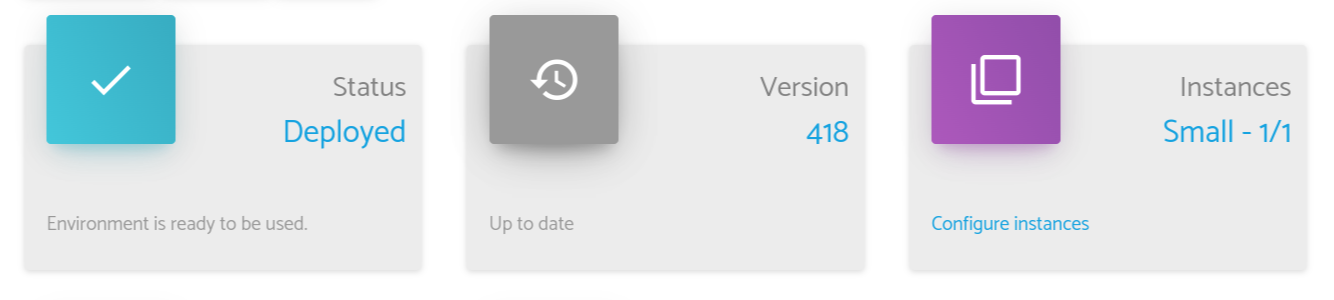 Status
Deployed
Environment is ready to be used.
Version
418
Up to date
Instances
Small - 1/1
Configure instances